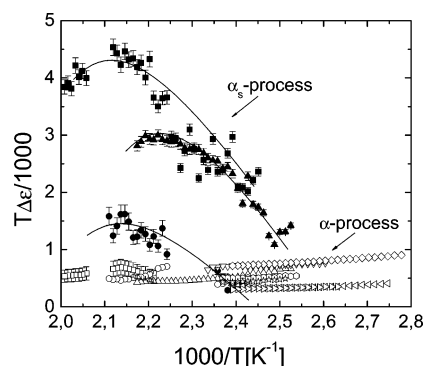 5
4
3
2
1
0
TΔε/1000
α_s-process
α-process
2,0 2,1 2,2 2,3 2,4 2,5 2,6 2,7 2,8
1000/T[K⁻¹]